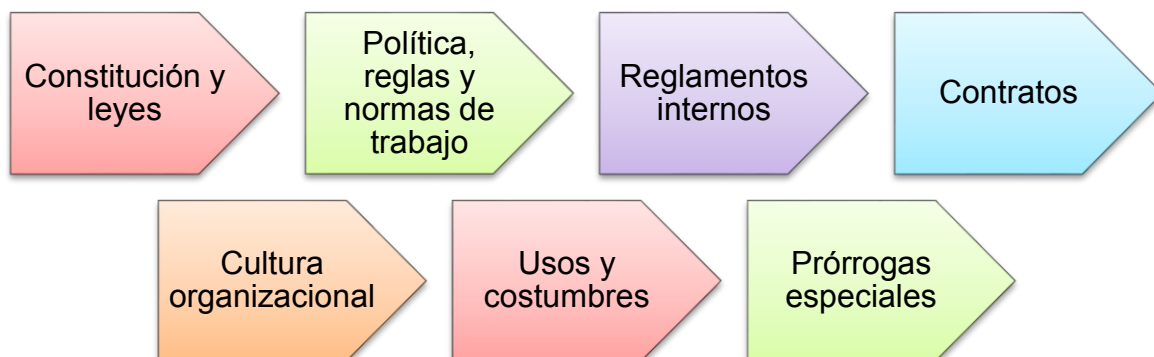 Constitución y
leyes
Política,
reglas y
normas de
trabajo
Reglamentos
internos
Contratos
Cultura
organizacional
Usos y
costumbres
Prórrogas
especiales